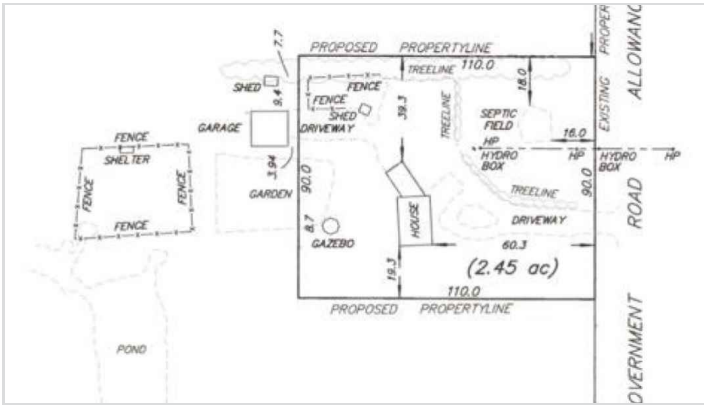 7.7
PROPOSED PROPERTYLINE
110.0
TREELINE
SHED
9.4
FENCE
FENCE
SHED
39.3
TREELINE
18.0
EXISTING PROPER
ALLOWANC
GARAGE
DRIVEWAY
SEPTIC
FIELD
16.0
HP
HYDRO
BOX
HP
HYDRO
BOX
HP
FENCE
SHELTER
FENCE
FENCE
FENCE
3.94
GARDEN
90.0
90.0
TREELINE
DRIVEWAY
ROAD
8.7
GAZEBO
HOUSE
60.3
(2.45 ac)
19.3
110.0
PROPOSED PROPERTYLINE
POND
OVERNMENT